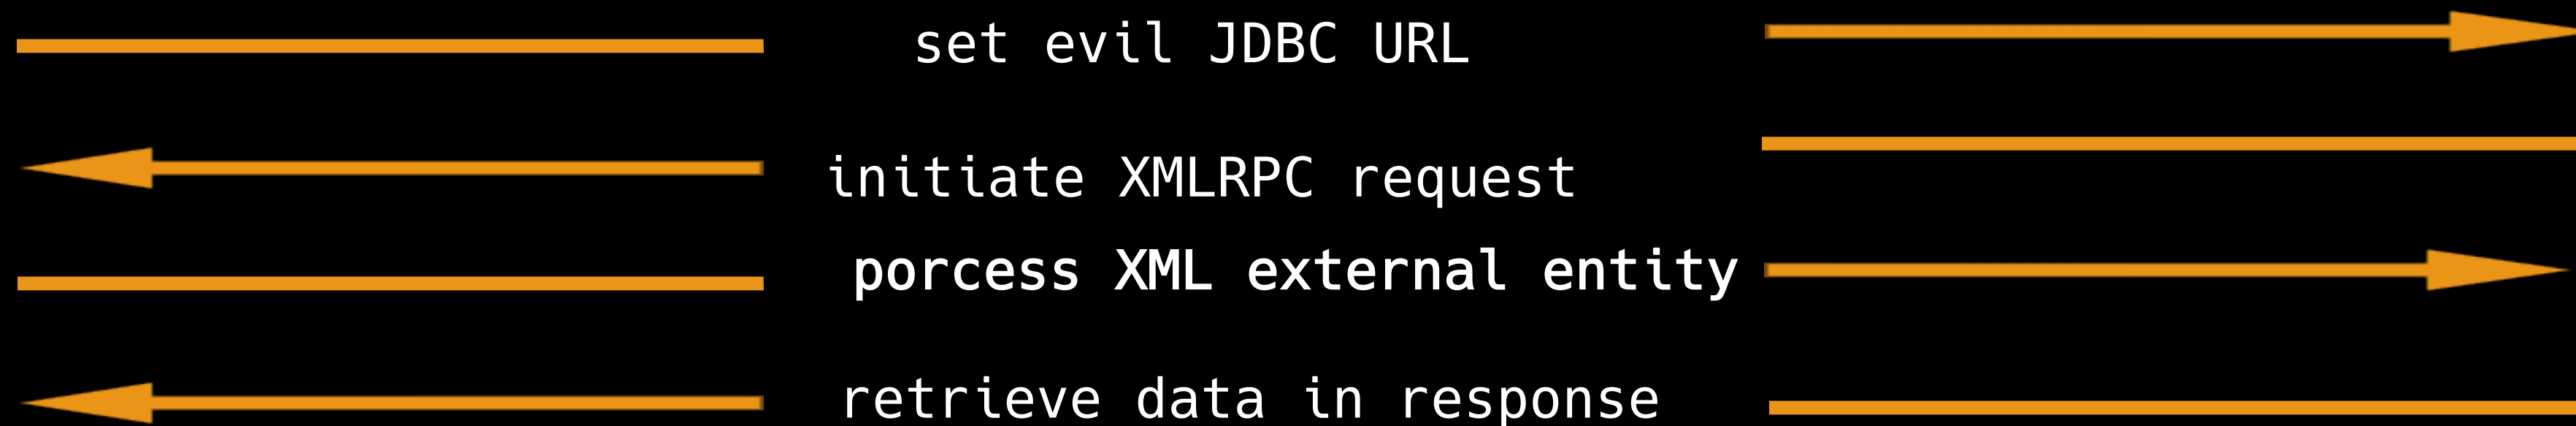 set evil JDBC URL
initiate XMLRPC request
porcess XML external entity
retrieve data in response